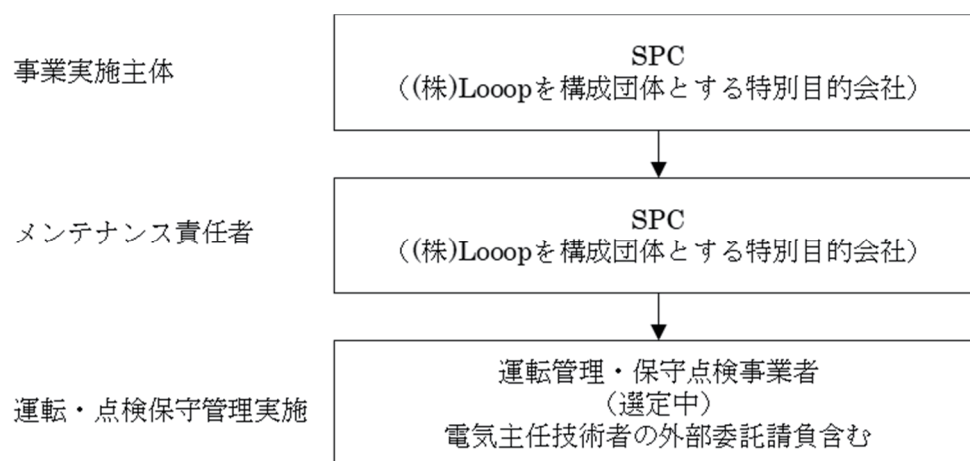 事業実施主体
SPC
（(株)Looopを構成団体とする特別目的会社）
メンテナンス責任者
SPC
（(株)Looopを構成団体とする特別目的会社）
運転・点検保守管理実施
運転管理・保守点検事業者
（選定中）
電気主任技術者の外部委託請負含む